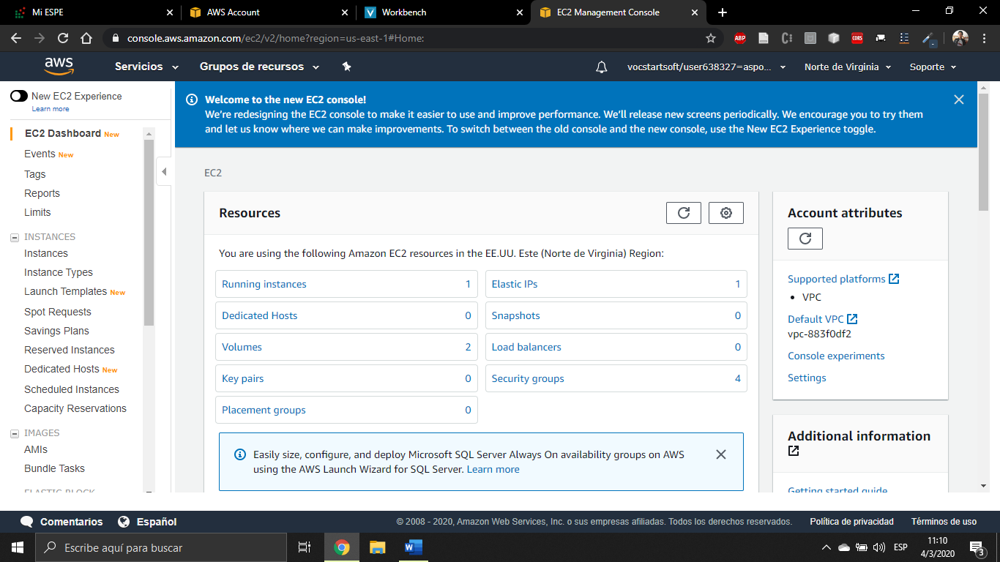 Mi ESPE
AWS Account
Workbench
EC2 Management Console
console.aws.amazon.com/ec2/v2/home?region=us-east-1#Home:
ABP
CORS
aws
Servicios
Grupos de recursos
vocstartsoft/user638327=aspo...
Norte de Virginia
Soporte
New EC2 Experience
Learn more
EC2 Dashboard New
Events New
Tags
Reports
Limits
INSTANCES
Instances
Instance Types
Launch Templates New
Spot Requests
Savings Plans
Reserved Instances
Dedicated Hosts New
Scheduled Instances
Capacity Reservations
IMAGES
AMIs
Bundle Tasks
ELASTIC BLOCK
Welcome to the new EC2 console!
We're redesigning the EC2 console to make it easier to use and improve performance. We'll release new screens periodically. We encourage you to try them
and let us know where we can make improvements. To switch between the old console and the new console, use the New EC2 Experience toggle.
EC2
Resources
You are using the following Amazon EC2 resources in the EE.UU. Este (Norte de Virginia) Region:
Running instances 1
Elastic IPs 1
Dedicated Hosts 0
Snapshots 0
Volumes 2
Load balancers 0
Key pairs 0
Security groups 4
Placement groups 0
Easily size, configure, and deploy Microsoft SQL Server Always On availability groups on AWS
using the AWS Launch Wizard for SQL Server. Learn more
Account attributes
Supported platforms
• VPC
Default VPC
vpc-883f0df2
Console experiments
Settings
Additional information
Getting started guide
Comentarios
Español
© 2008 - 2020, Amazon Web Services, Inc. o sus empresas afiliadas. Todos los derechos reservados.
Política de privacidad
Términos de uso
Escribe aquí para buscar
ESP
11:10
4/3/2020
3